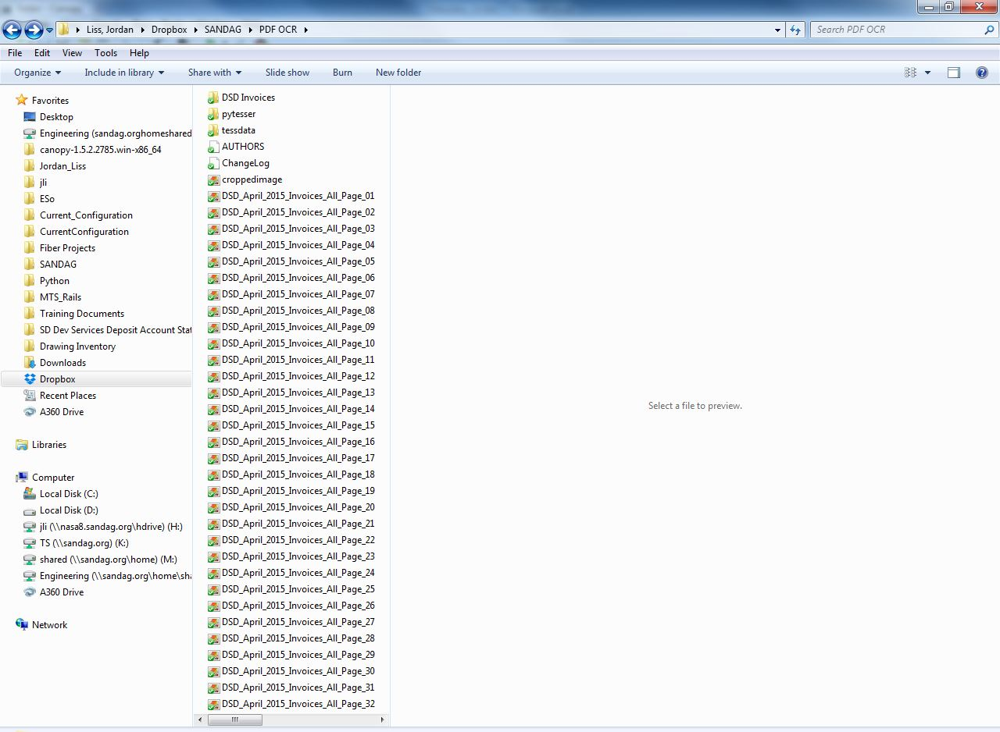 Liss, Jordan Dropbox SANDAG PDF OCR
Search PDF OCR
File Edit View Tools Help
Organize Include in library Share with Slide show Burn New folder
Favorites
Desktop
Engineering (sandag.orghomeshared
canopy-1.5.2.2785.win-x86_64
Jordan_Liss
jli
ESo
Current_Configuration
CurrentConfiguration
Fiber Projects
SANDAG
Python
MTS_Rails
Training Documents
SD Dev Services Deposit Account Stat
Drawing Inventory
Downloads
Dropbox
Recent Places
A360 Drive
Libraries
Computer
Local Disk (C:)
Local Disk (D:)
jli (\\nasa8.sandag.org\hdrive) (H:)
TS (\\sandag.org) (K:)
shared (\\sandag.org\home) (M:)
Engineering (\\sandag.org\home\sha
A360 Drive
Network
DSD Invoices
pytesser
tessdata
AUTHORS
ChangeLog
croppedimage
DSD_April_2015_Invoices_All_Page_01
DSD_April_2015_Invoices_All_Page_02
DSD_April_2015_Invoices_All_Page_03
DSD_April_2015_Invoices_All_Page_04
DSD_April_2015_Invoices_All_Page_05
DSD_April_2015_Invoices_All_Page_06
DSD_April_2015_Invoices_All_Page_07
DSD_April_2015_Invoices_All_Page_08
DSD_April_2015_Invoices_All_Page_09
DSD_April_2015_Invoices_All_Page_10
DSD_April_2015_Invoices_All_Page_11
DSD_April_2015_Invoices_All_Page_12
DSD_April_2015_Invoices_All_Page_13
DSD_April_2015_Invoices_All_Page_14
DSD_April_2015_Invoices_All_Page_15
DSD_April_2015_Invoices_All_Page_16
DSD_April_2015_Invoices_All_Page_17
DSD_April_2015_Invoices_All_Page_18
DSD_April_2015_Invoices_All_Page_19
DSD_April_2015_Invoices_All_Page_20
DSD_April_2015_Invoices_All_Page_21
DSD_April_2015_Invoices_All_Page_22
DSD_April_2015_Invoices_All_Page_23
DSD_April_2015_Invoices_All_Page_24
DSD_April_2015_Invoices_All_Page_25
DSD_April_2015_Invoices_All_Page_26
DSD_April_2015_Invoices_All_Page_27
DSD_April_2015_Invoices_All_Page_28
DSD_April_2015_Invoices_All_Page_29
DSD_April_2015_Invoices_All_Page_30
DSD_April_2015_Invoices_All_Page_31
DSD_April_2015_Invoices_All_Page_32
Select a file to preview.